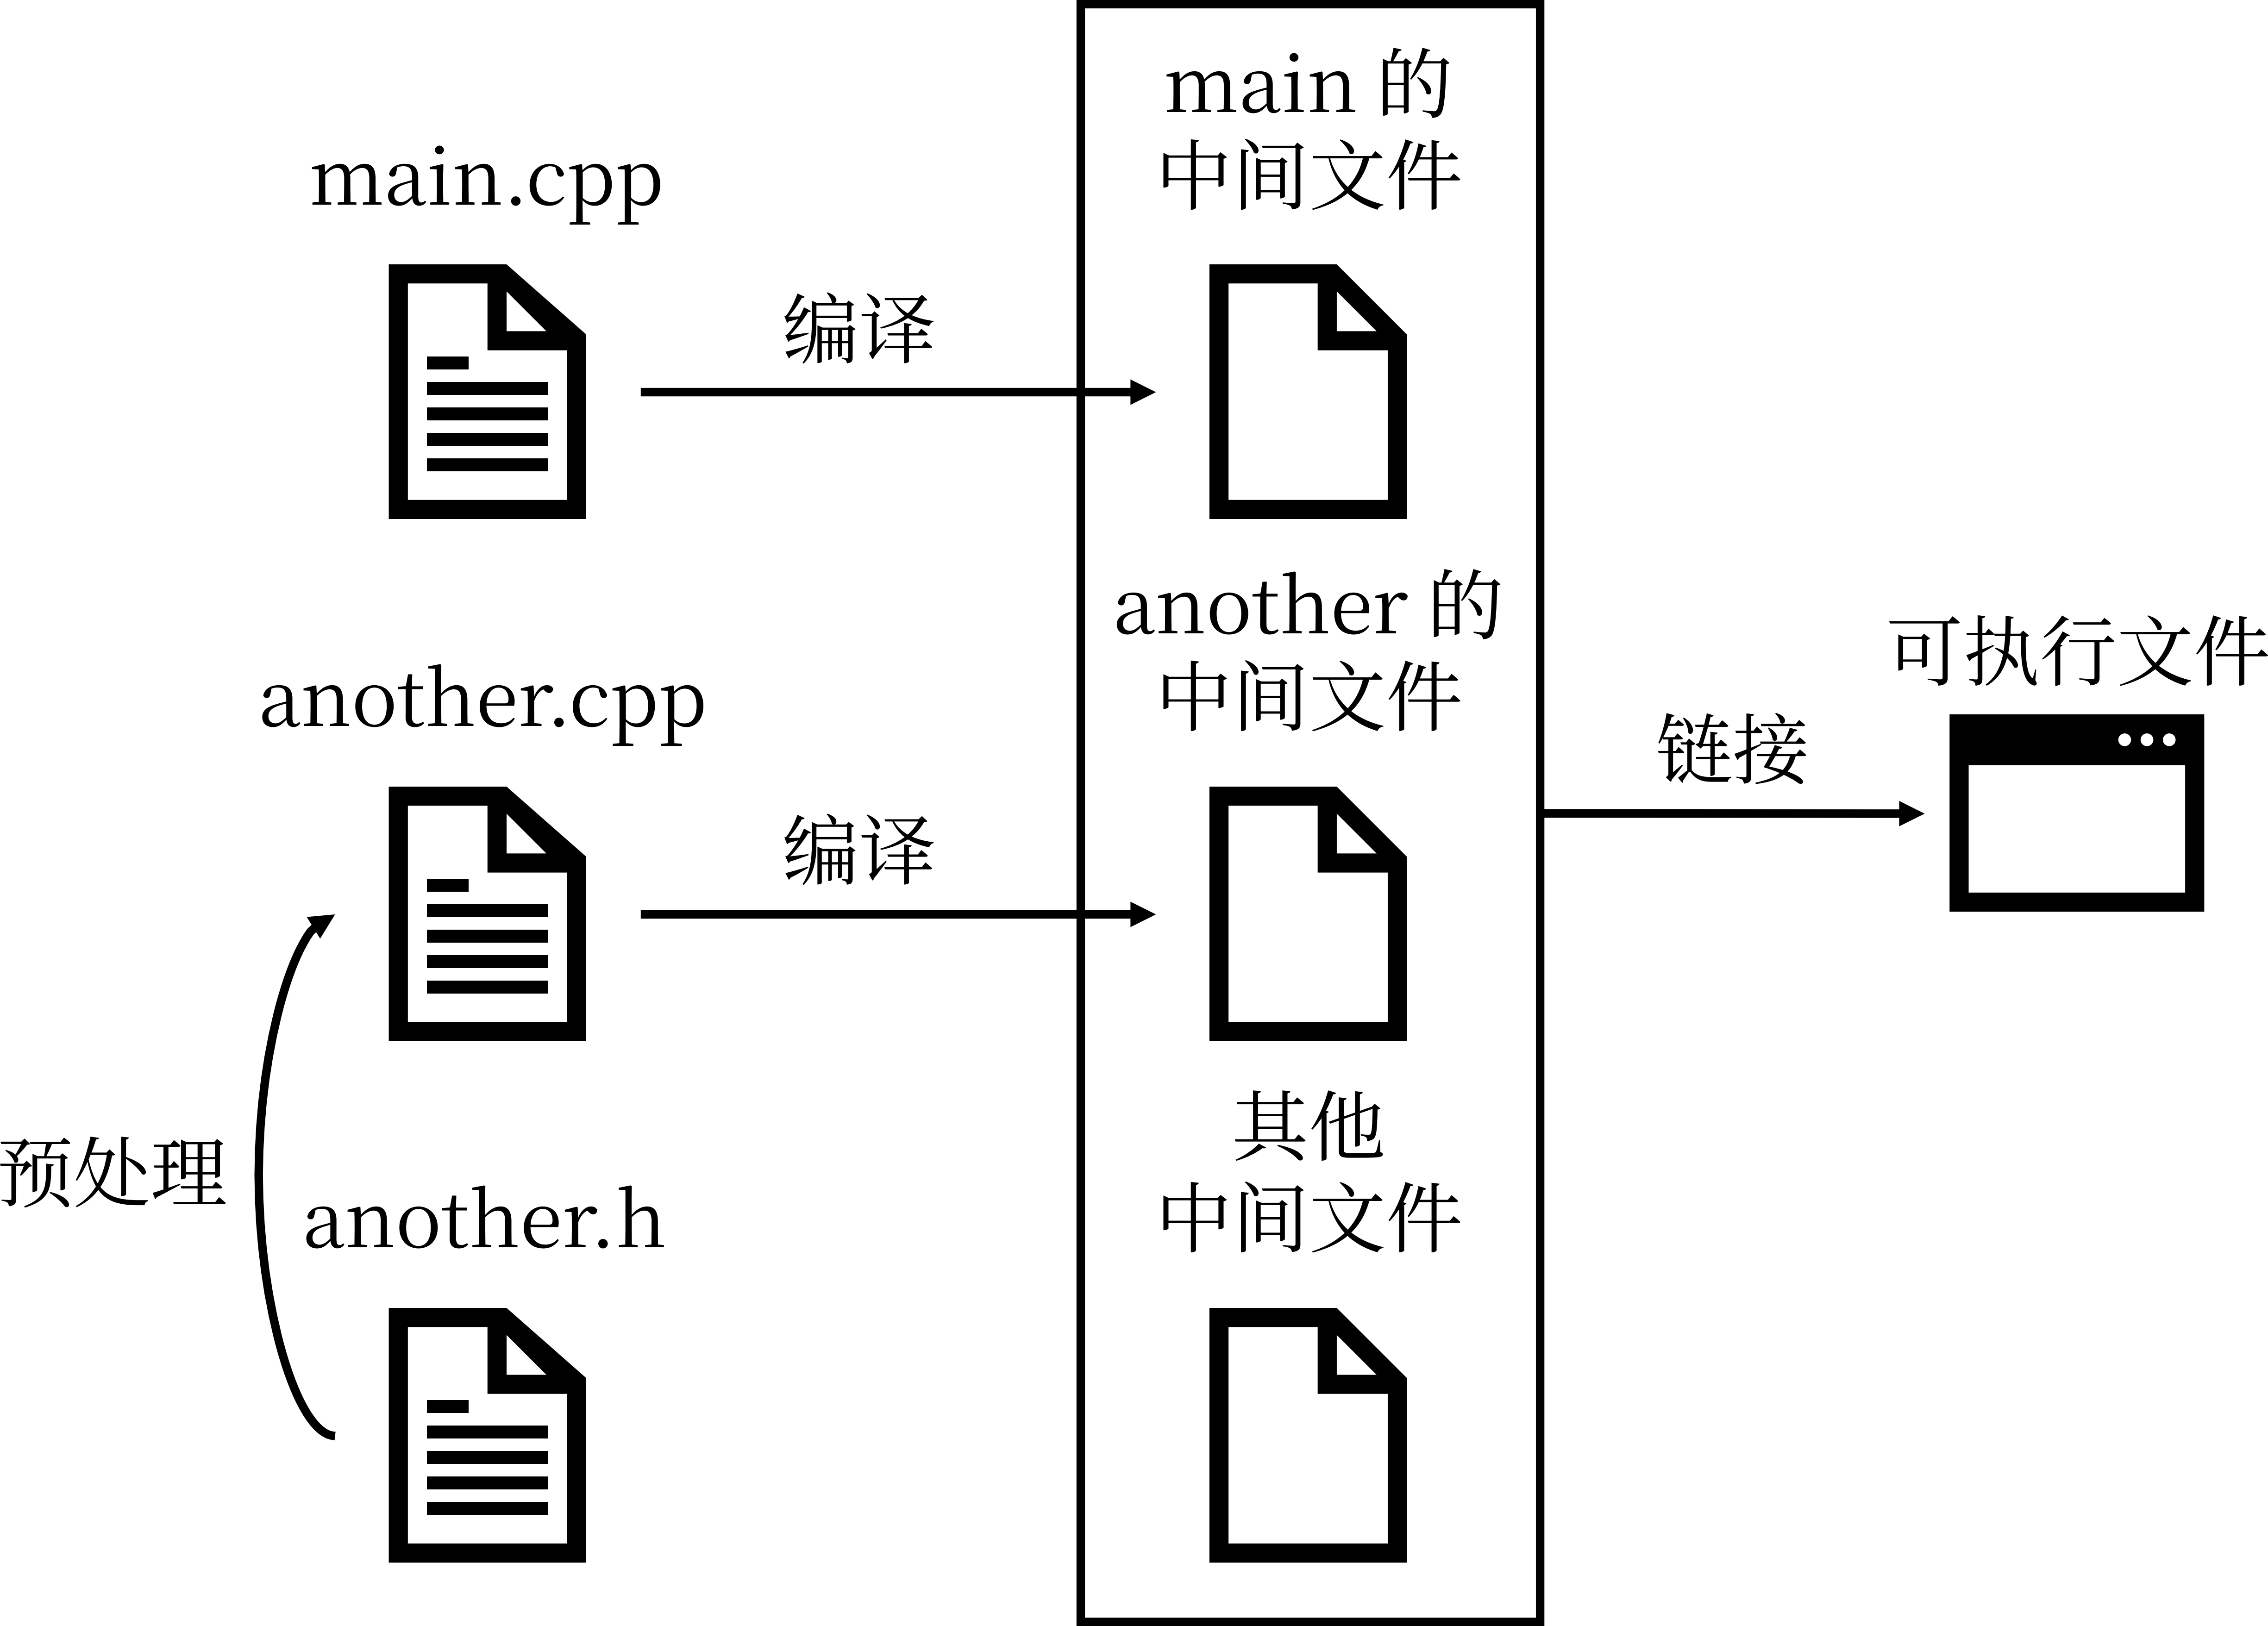 main.cpp
编译
main 的
中间文件
another.cpp
编译
another 的
中间文件
预处理
another.h
其他
中间文件
链接
可执行文件